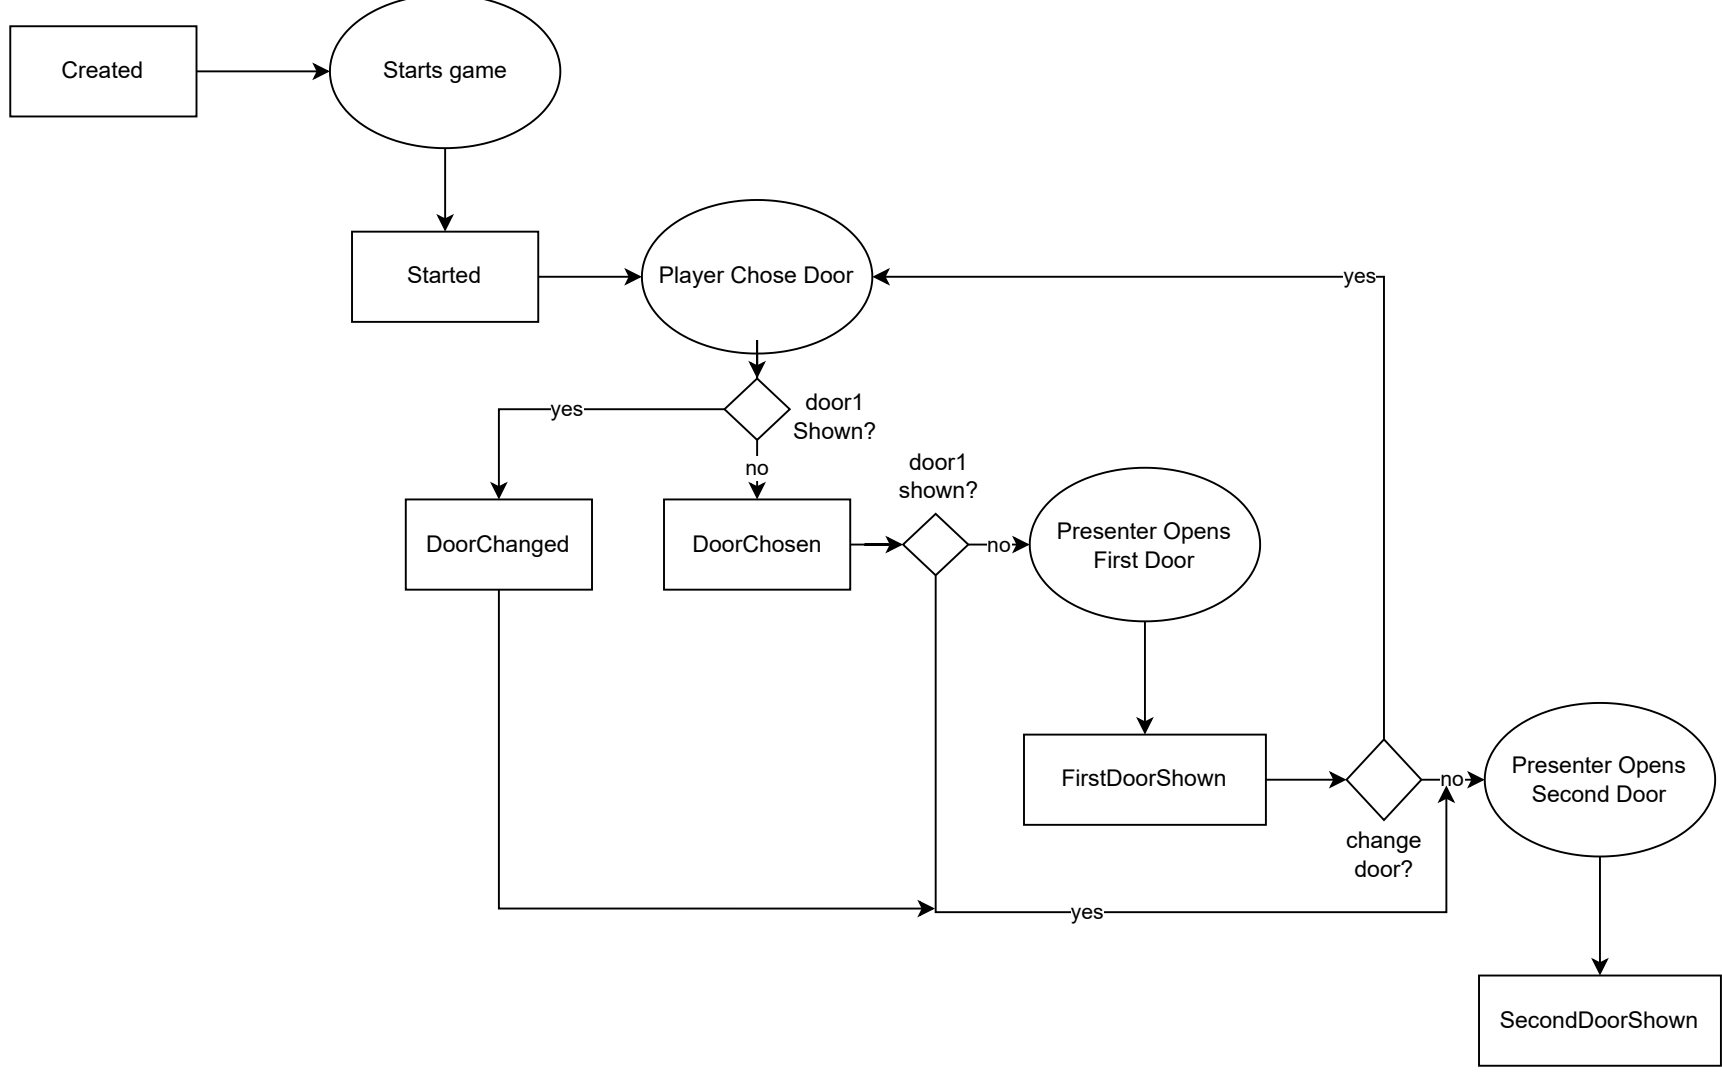 Created
Starts game
Started
Player Chose Door
yes
door1
Shown?
yes
no
door1
shown?
DoorChanged
DoorChosen
no
Presenter Opens
First Door
FirstDoorShown
no
Presenter Opens
Second Door
change
door?
yes
SecondDoorShown